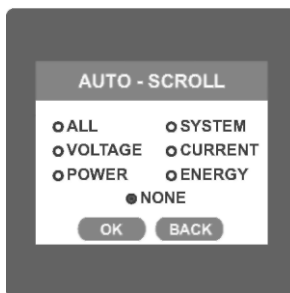 AUTO - SCROLL
ALL SYSTEM
VOLTAGE CURRENT
POWER ENERGY
NONE
OK BACK